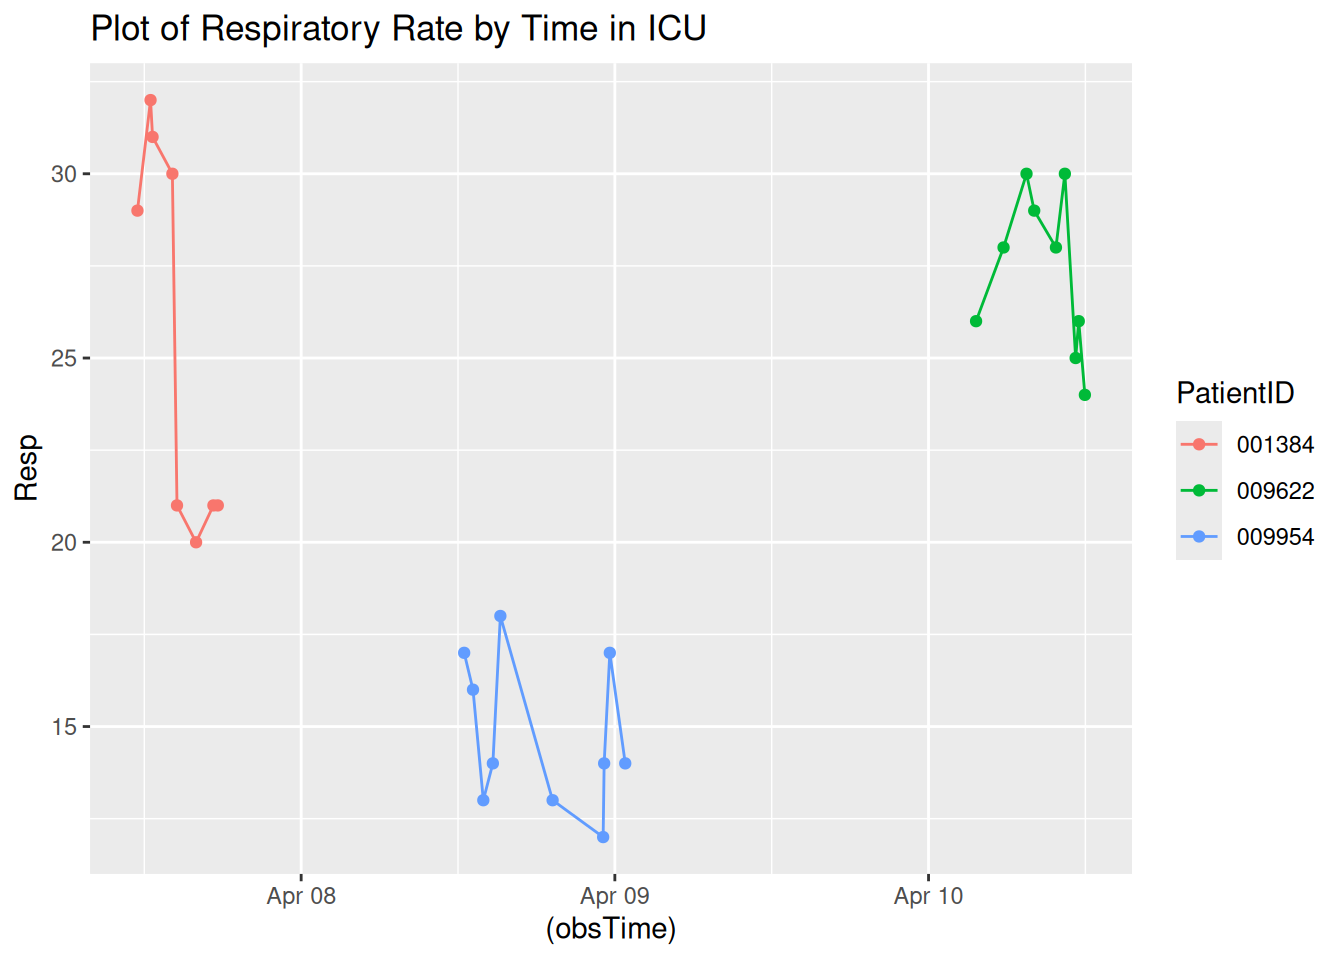 Plot of Respiratory Rate by Time in ICU
Resp
30
25
20
15
Apr 08
Apr 09
Apr 10
(obsTime)
PatientID
001384
009622
009954